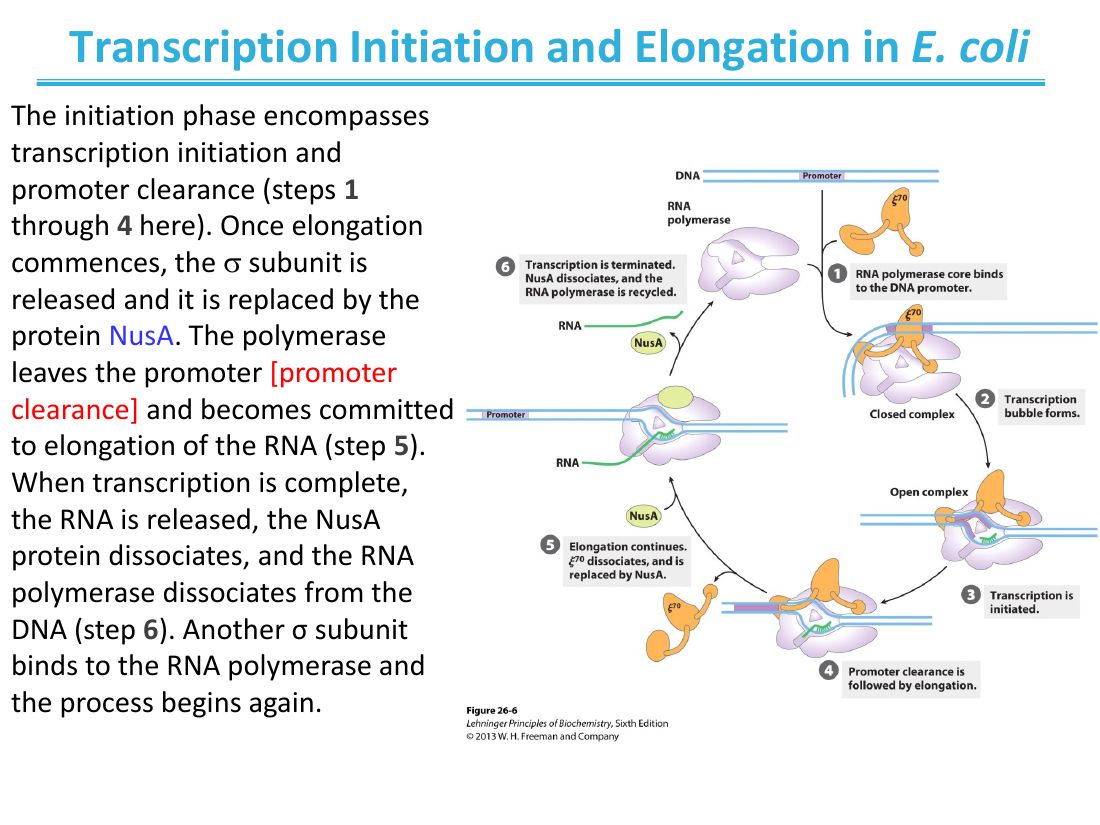 Transcription Initiation and Elongation in E. coli
The initiation phase encompasses
transcription initiation and
promoter clearance (steps 1
through 4 here). Once elongation
commences, the σ subunit is
released and it is replaced by the
protein NusA. The polymerase
leaves the promoter [promoter
clearance] and becomes committed
to elongation of the RNA (step 5).
When transcription is complete,
the RNA is released, the NusA
protein dissociates, and the RNA
polymerase dissociates from the
DNA (step 6). Another σ subunit
binds to the RNA polymerase and
the process begins again.
DNA
Promoter
RNA
polymerase
ξ70
1 RNA polymerase core binds
to the DNA promoter.
ξ70
Closed complex
2 Transcription
bubble forms.
Open complex
3 Transcription is
initiated.
4 Promoter clearance is
followed by elongation.
ξ70
5 Elongation continues.
ξ70 dissociates, and is
replaced by NusA.
NusA
RNA
Promoter
NusA
RNA
6 Transcription is terminated.
NusA dissociates, and the
RNA polymerase is recycled.
Figure 26-6
Lehninger Principles of Biochemistry, Sixth Edition
© 2013 W. H. Freeman and Company